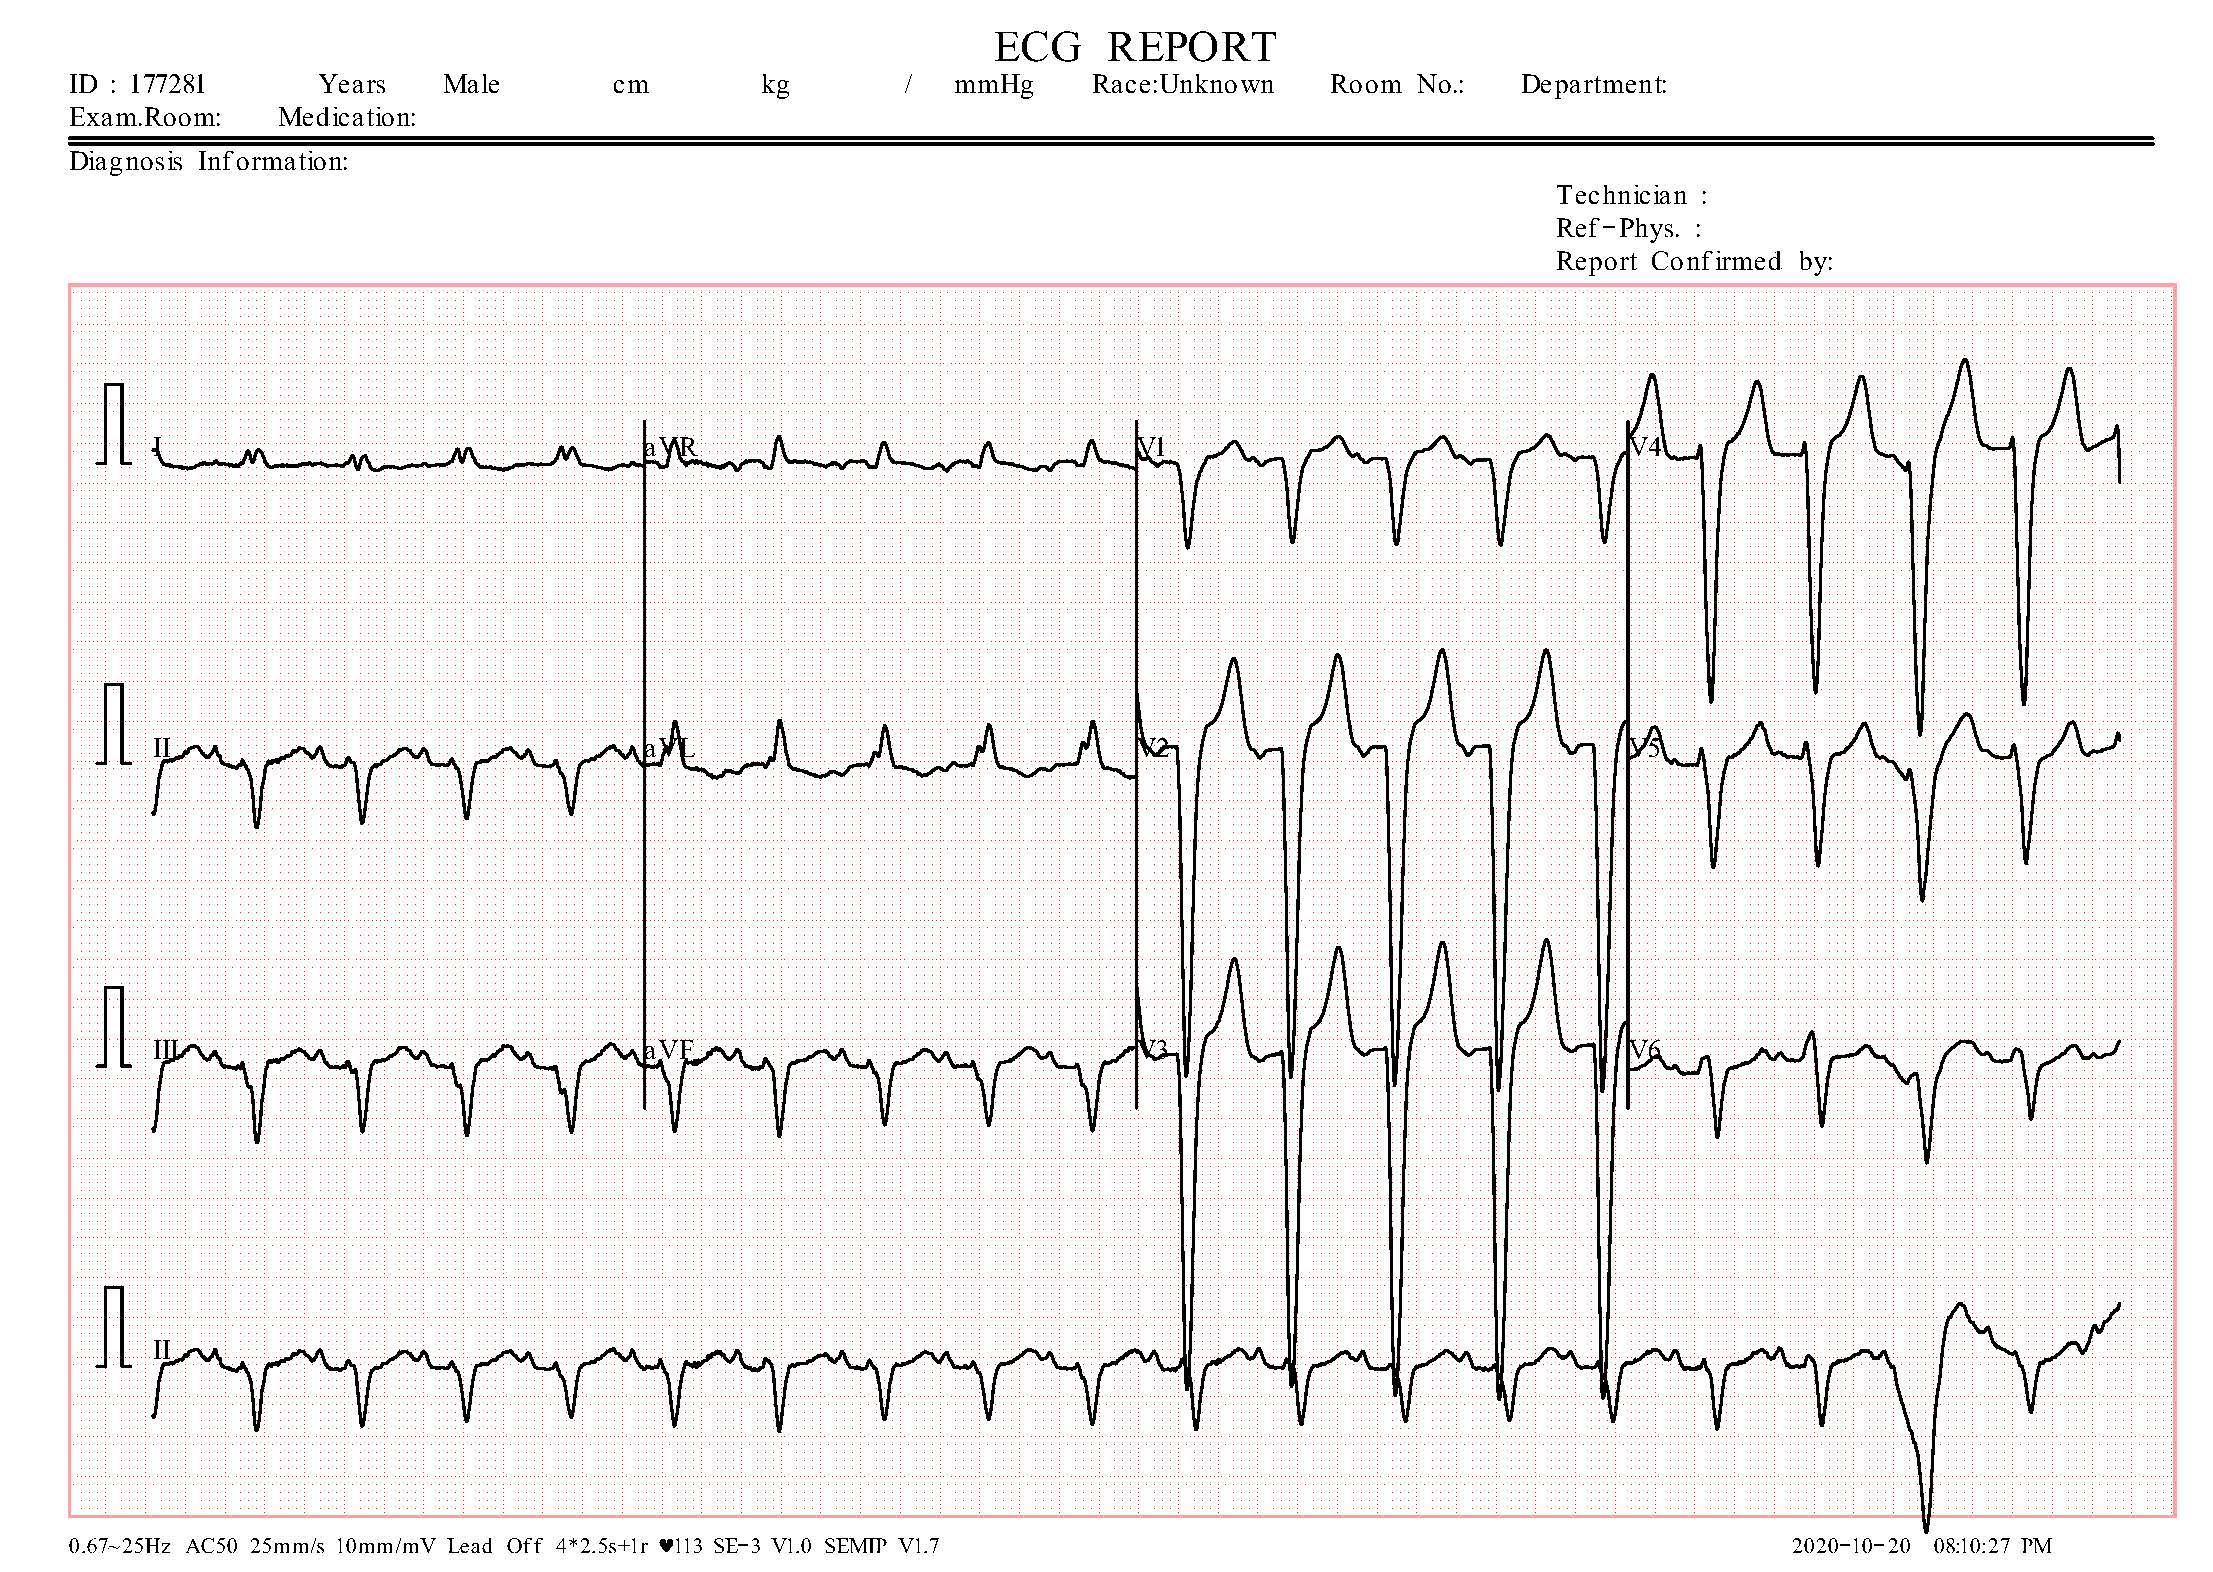 ECG REPORT
ID : 177281 Years Male cm kg / mmHg Race:Unknown Room No.: Department:
Exam.Room: Medication:
Diagnosis Information:
Technician :
Ref-Phys. :
Report Confirmed by:
I aVR V1 V4
II aVL V2 V5
III aVF V3 V6
II
0.67~25Hz AC50 25mm/s 10mm/mV Lead Off 4*2.5s+1r ♥113 SE-3 V1.0 SEMIP V1.7 2020-10-20 08:10:27 PM